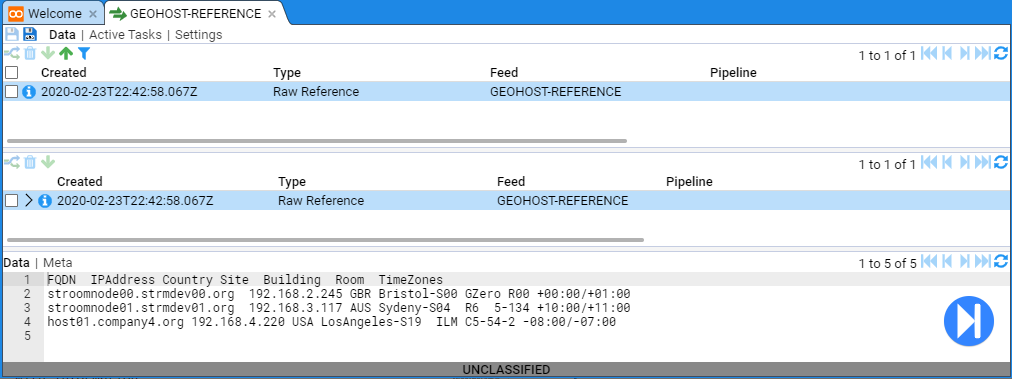 Welcome × GEOHOST-REFERENCE ×
Data | Active Tasks | Settings
1 to 1 of 1
Created Type Feed Pipeline
2020-02-23T22:42:58.067Z Raw Reference GEOHOST-REFERENCE
1 to 1 of 1
Created Type Feed Pipeline
2020-02-23T22:42:58.067Z Raw Reference GEOHOST-REFERENCE
Data | Meta 1 to 5 of 5
1 FQDN IPAddress Country Site Building Room TimeZones
2 stroomnode00.strmdev00.org 192.168.2.245 GBR Bristol-S00 GZero R00 +00:00/+01:00
3 stroomnode01.strmdev01.org 192.168.3.117 AUS Sydeny-S04 R6 5-134 +10:00/+11:00
4 host01.company4.org 192.168.4.220 USA LosAngeles-S19 ILM C5-54-2 -08:00/-07:00
5
UNCLASSIFIED